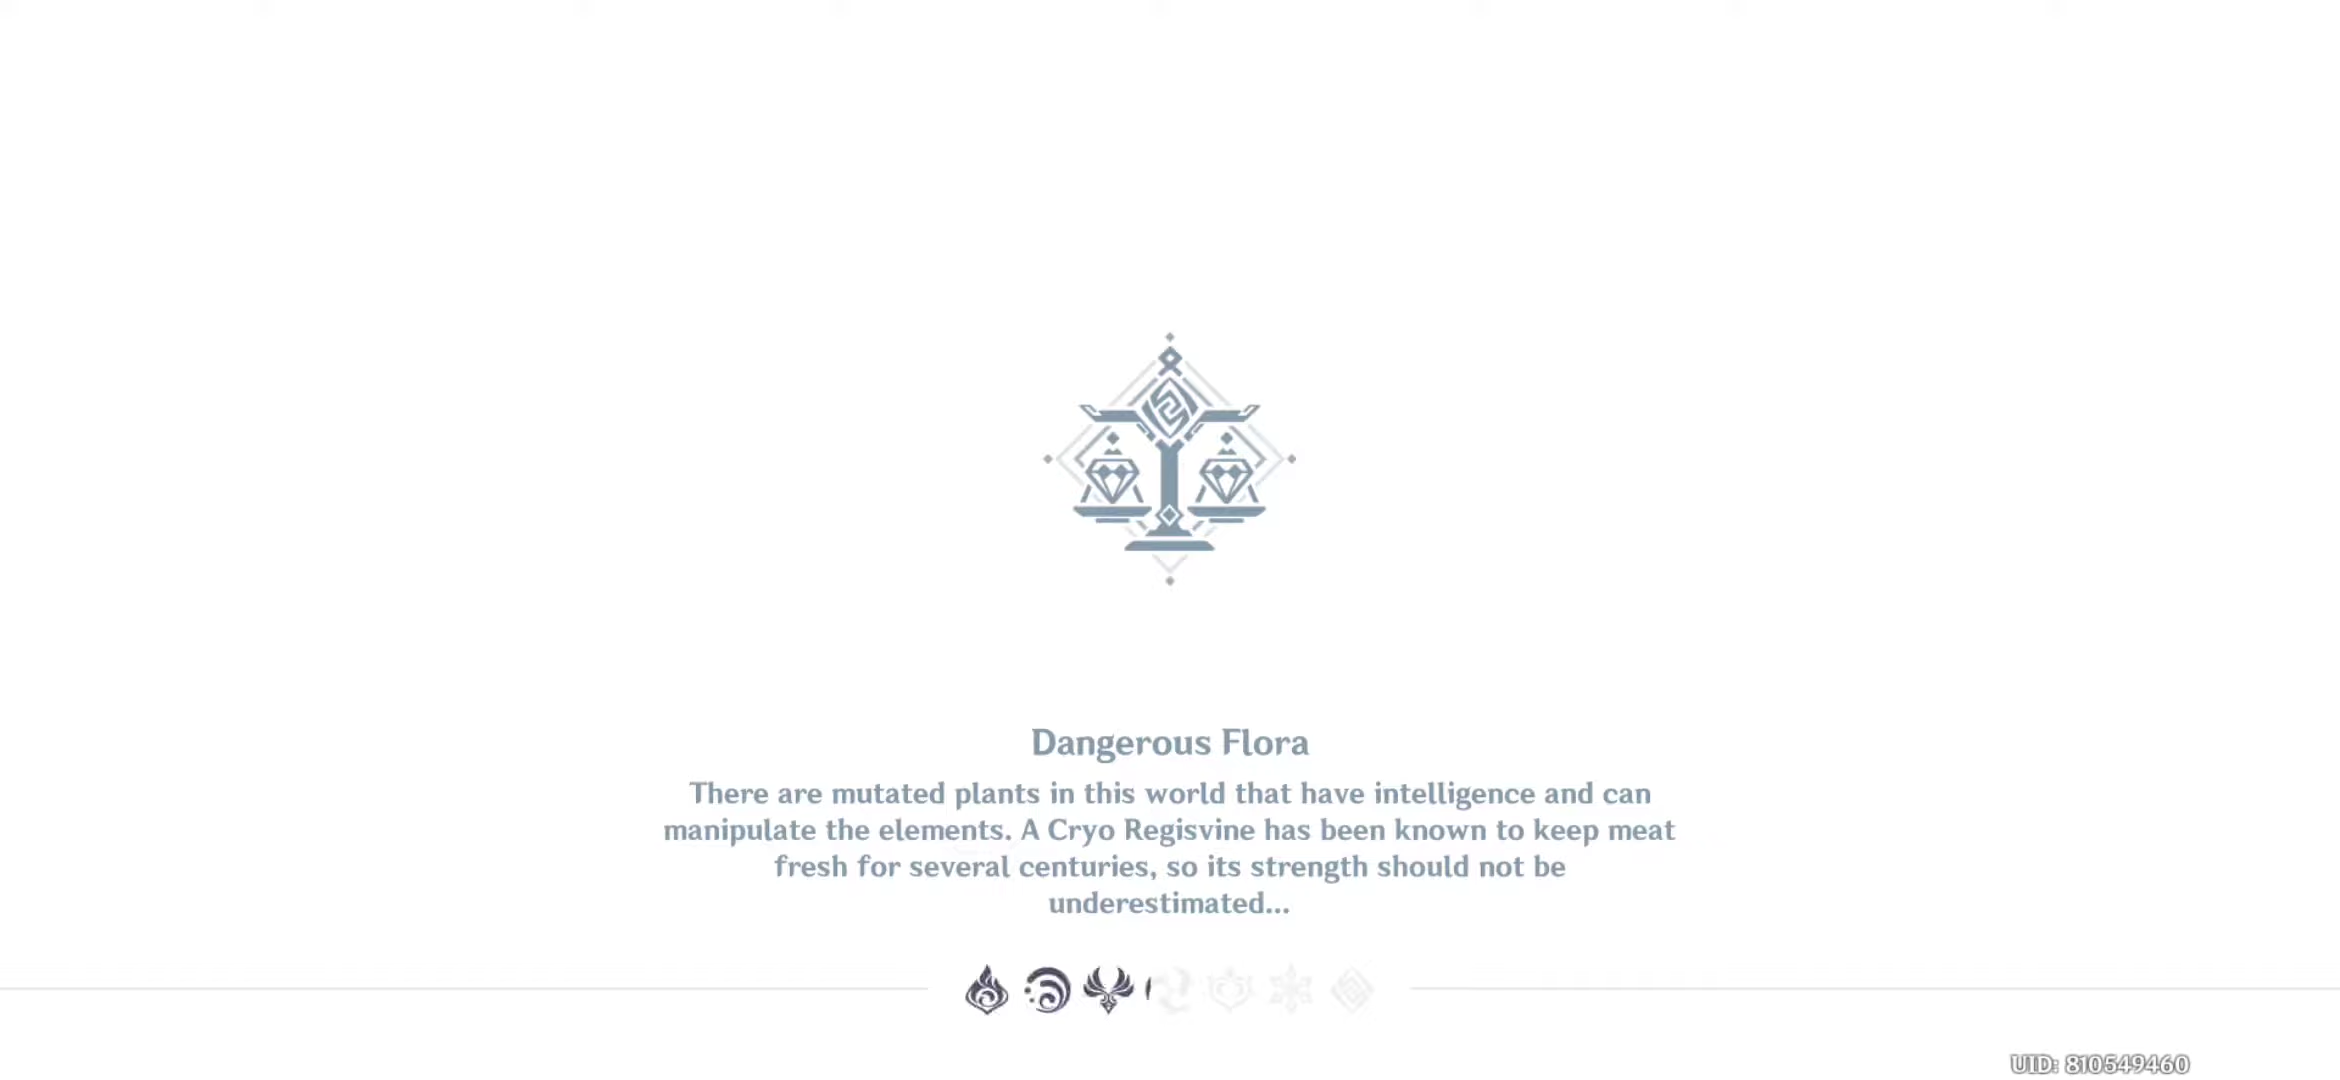 Dangerous Flora
There are mutated plants in this world that have intelligence and can
manipulate the elements. A Cryo Regisvine has been known to keep meat
fresh for several centuries, so its strength should not be
underestimated...
UID: 810549460